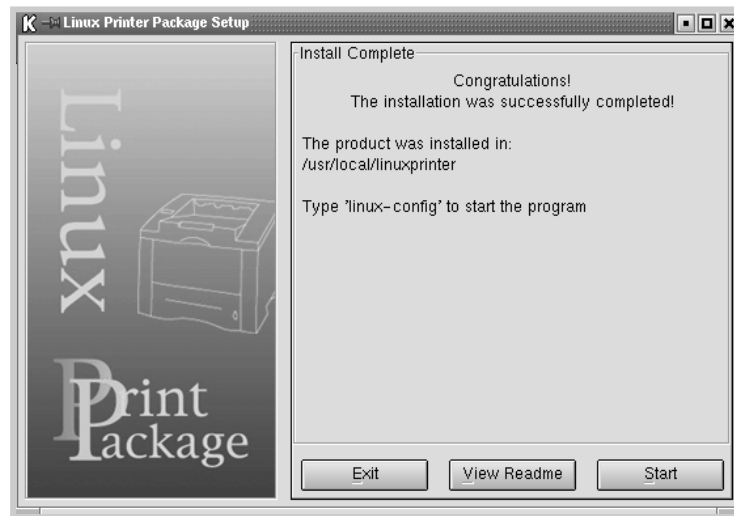 Linux Printer Package Setup
Linux
Print
Package
Install Complete
Congratulations!
The installation was successfully completed!
The product was installed in:
/usr/local/linuxprinter
Type 'linux-config' to start the program
Exit
View Readme
Start